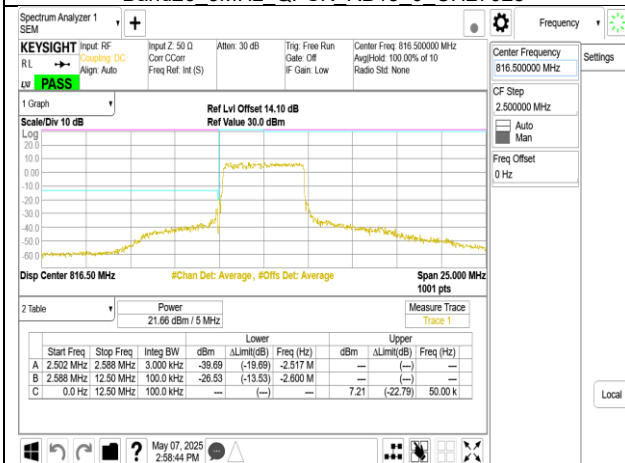 Spectrum Analyzer 1
SEM
+
Frequency
KEYSIGHT
RL
Input: RF
Coupling: DC
Align: Auto
Input Z: 50 Ω
Corr CCorr
Freq Ref: Int (S)
Atten: 30 dB
Trig: Free Run
Gate: Off
IF Gain: Low
Center Freq: 816.500000 MHz
Avg|Hold: 100.00% of 10
Radio Std: None
PASS
Center Frequency
816.500000 MHz
Settings
CF Step
2.500000 MHz
Auto
Man
Freq Offset
0 Hz
Local
1 Graph
Scale/Div 10 dB
Ref Lvl Offset 14.10 dB
Ref Value 30.0 dBm
Log
20.0
10.0
0.00
-10.0
-20.0
-30.0
-40.0
-50.0
-60.0
Disp Center 816.50 MHz
#Chan Det: Average, #Offs Det: Average
Span 25.000 MHz
1001 pts
2 Table
Power
21.66 dBm / 5 MHz
Measure Trace
Trace 1
Lower Upper
Start Freq Stop Freq Integ BW dBm ΔLimit(dB) Freq (Hz) dBm ΔLimit(dB) Freq (Hz)
A 2.502 MHz 2.588 MHz 3.000 kHz -39.69 (-19.69) -2.517 M --- (---) ---
B 2.588 MHz 12.50 MHz 100.0 kHz -26.53 (-13.53) -2.600 M --- (---) ---
C 0.0 Hz 12.50 MHz 100.0 kHz --- (---) --- 7.21 (-22.79) 50.00 k
?
May 07, 2025
2:58:44 PM